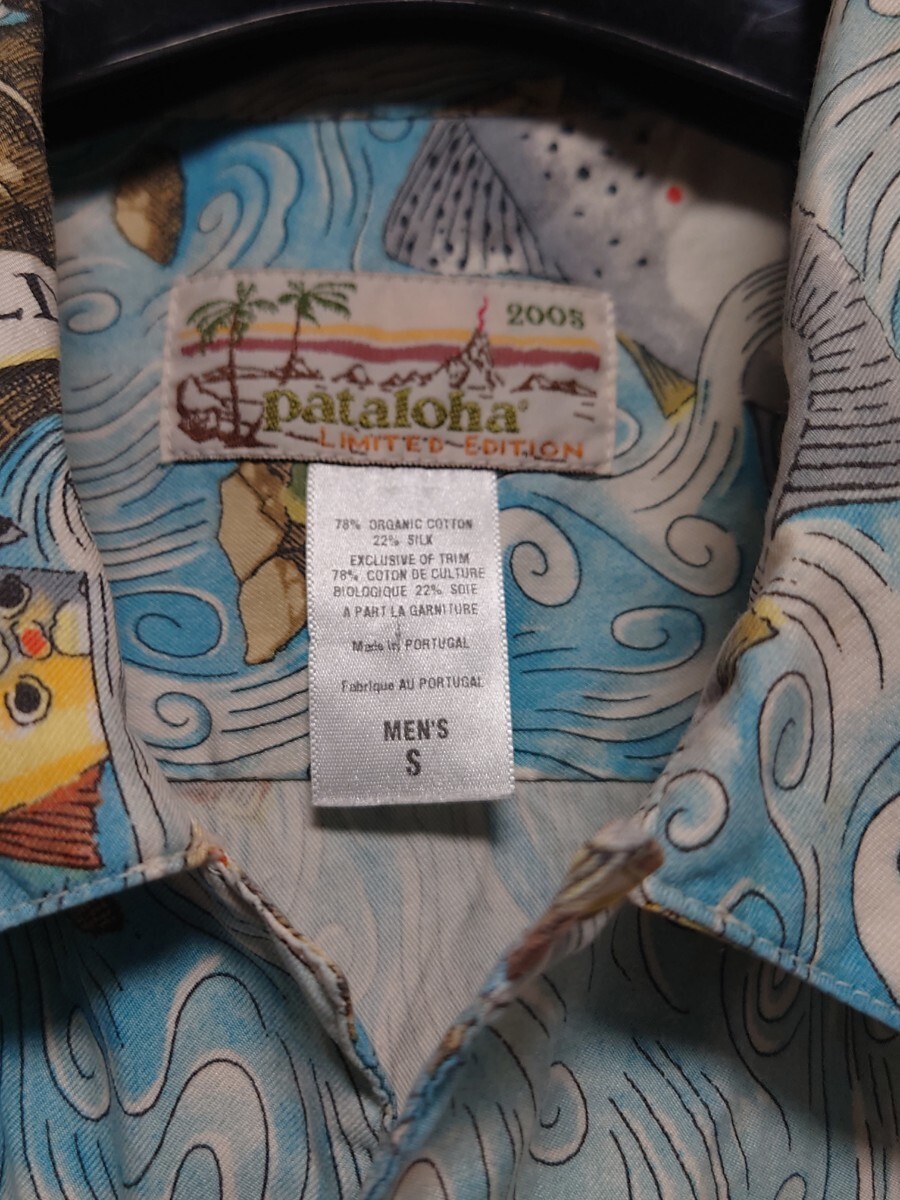 2008
pataloha®
LIMITED EDITION
78% ORGANIC COTTON
22% SILK
EXCLUSIVE OF TRIM
78% COTON DE CULTURE
BIOLOGIQUE 22% SOIE
A PART LA GARNITURE
Made in PORTUGAL
Fabrique AU PORTUGAL
MEN'S
S